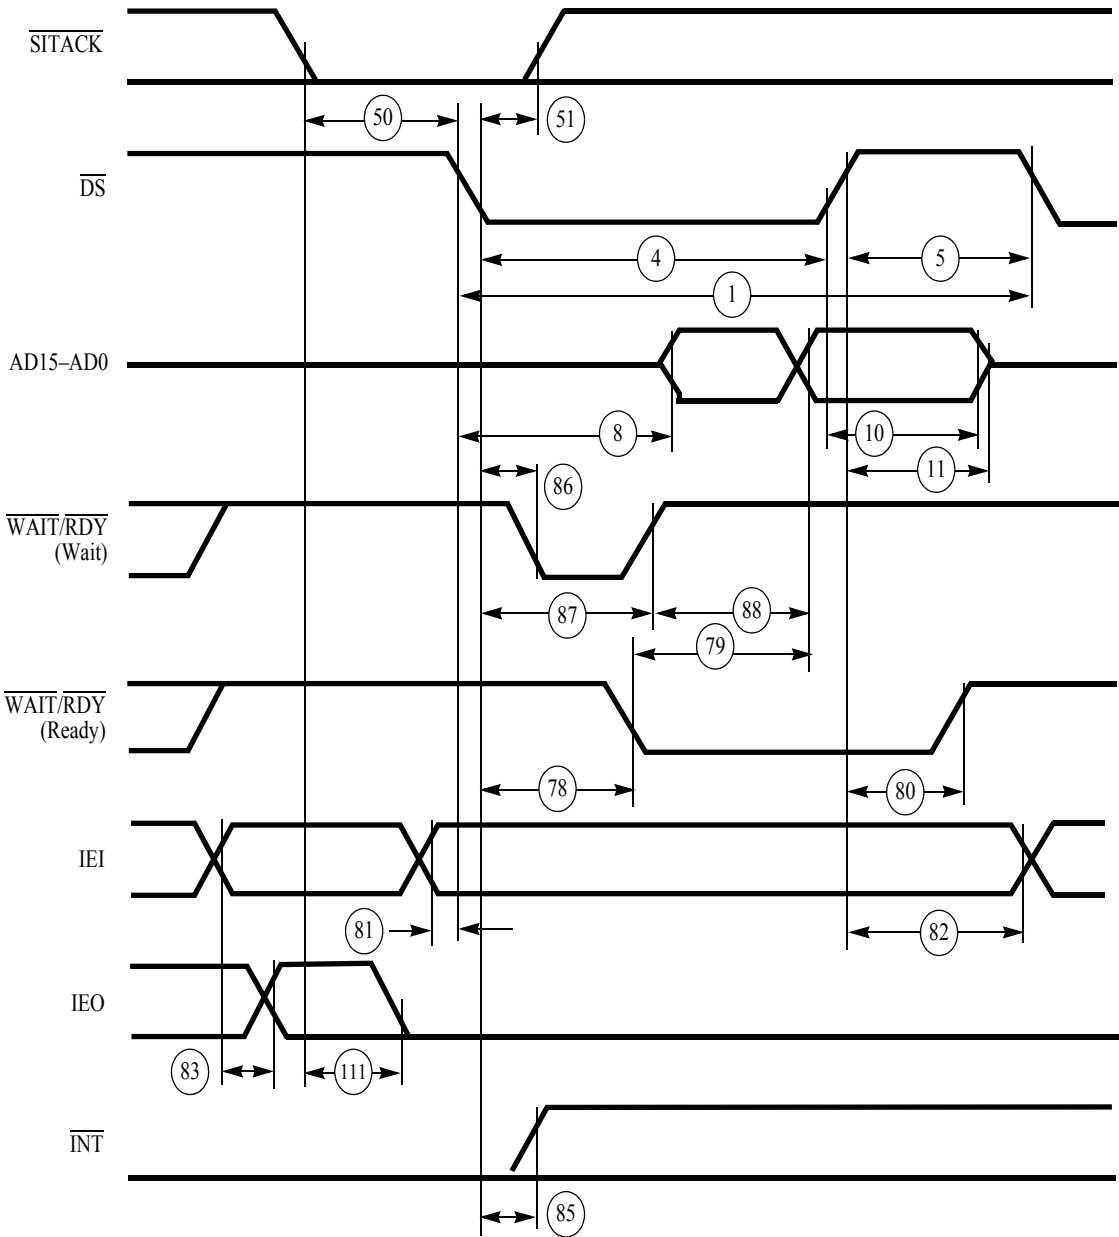 SITACK
50
51
DS
4
5
1
AD15–AD0
8
10
11
86
WAIT/RDY
(Wait)
87
88
79
WAIT/RDY
(Ready)
78
80
IEI
81
82
IEO
83
111
INT
85